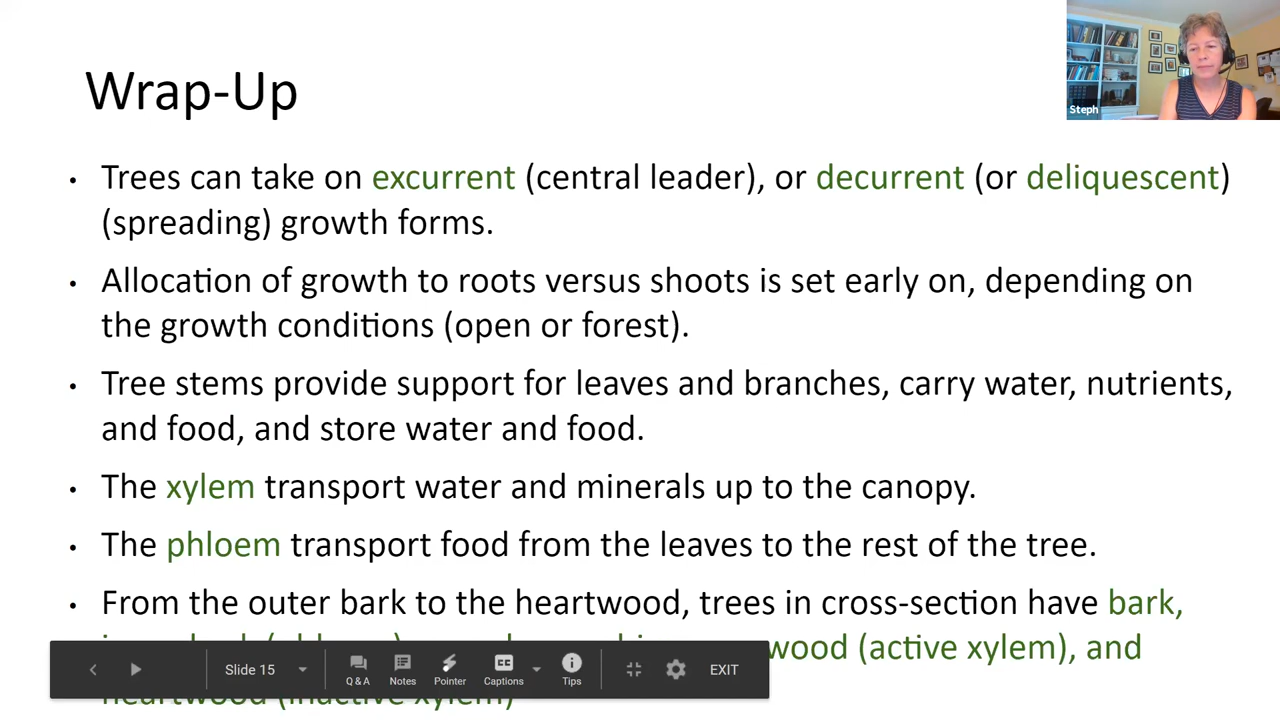 Wrap-Up
Steph
• Trees can take on excurrent (central leader), or decurrent (or deliquescent)
(spreading) growth forms.
• Allocation of growth to roots versus shoots is set early on, depending on
the growth conditions (open or forest).
• Tree stems provide support for leaves and branches, carry water, nutrients,
and food, and store water and food.
• The xylem transport water and minerals up to the canopy.
• The phloem transport food from the leaves to the rest of the tree.
• From the outer bark to the heartwood, trees in cross-section have bark,
wood (active xylem), and
heartwood (inactive xylem)
Slide 15
Q & A
Notes
Pointer
CC
Captions
Tips
EXIT